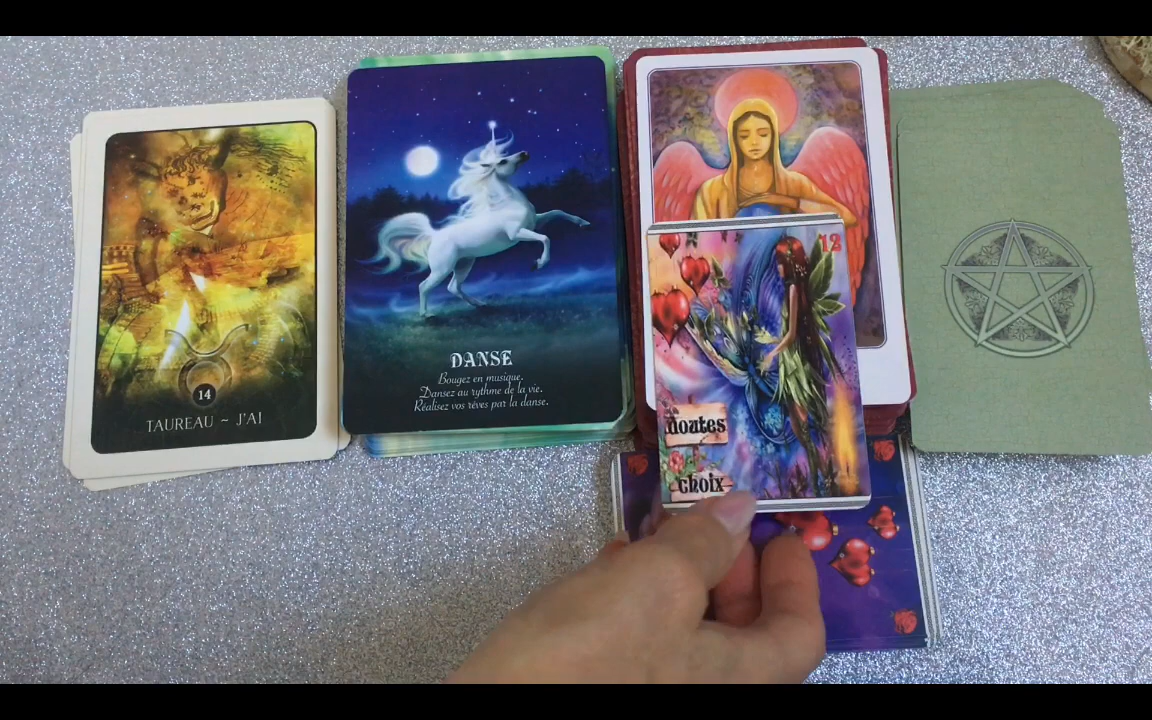 14
TAUREAU ~ J'AI
DANSE
Bougez en musique.
Dansez au rythme de la vie.
Réalisez vos rêves par la danse.
12
doutes
choix